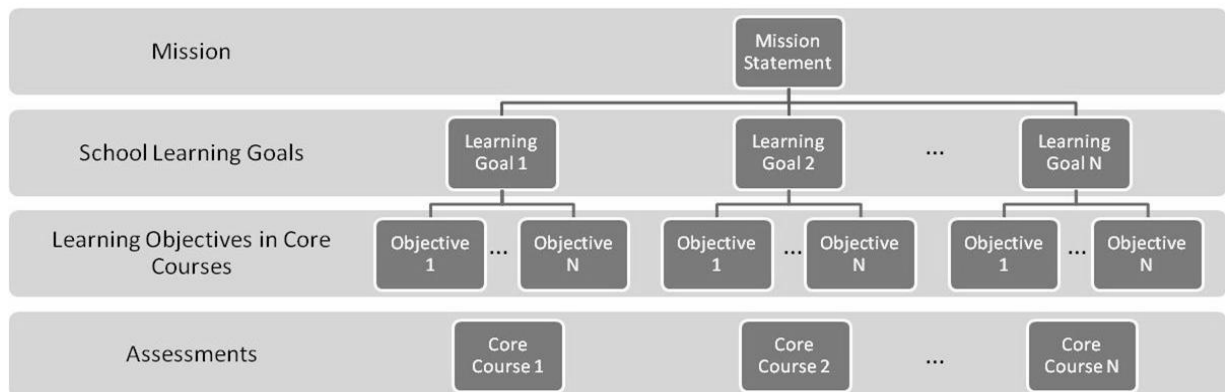 Mission
Mission
Statement
School Learning Goals
Learning
Goal 1
Learning
Goal 2
...
Learning
Goal N
Learning Objectives in Core
Courses
Objective
1
...
Objective
N
Objective
1
...
Objective
N
Objective
1
...
Objective
N
Assessments
Core
Course 1
Core
Course 2
...
Core
Course N